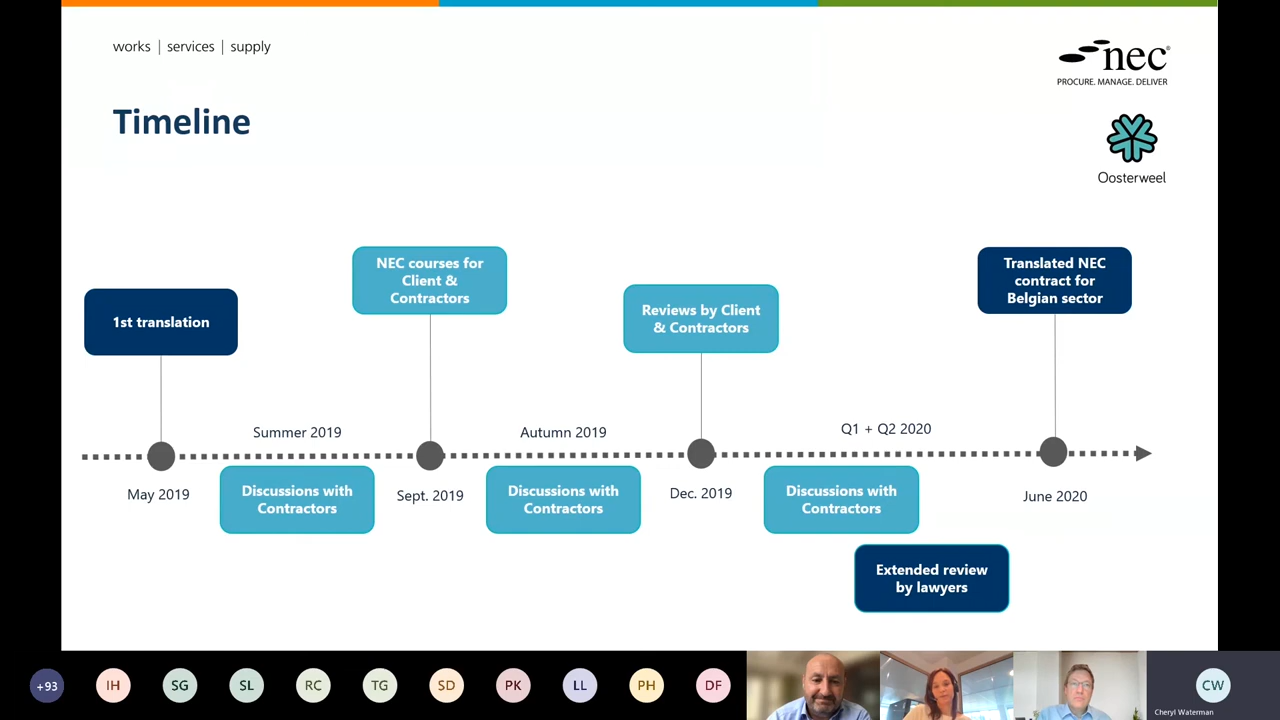 works | services | supply
nec®
PROCURE. MANAGE. DELIVER
Timeline
Oosterweel
NEC courses for
Client &
Contractors
Translated NEC
contract for
Belgian sector
1st translation
Reviews by Client
& Contractors
Summer 2019
Autumn 2019
Q1 + Q2 2020
May 2019
Discussions with
Contractors
Sept. 2019
Discussions with
Contractors
Dec. 2019
Discussions with
Contractors
June 2020
Extended review
by lawyers
+93
IH
SG
SL
RC
TG
SD
PK
LL
PH
DF
CW
Cheryl Waterman